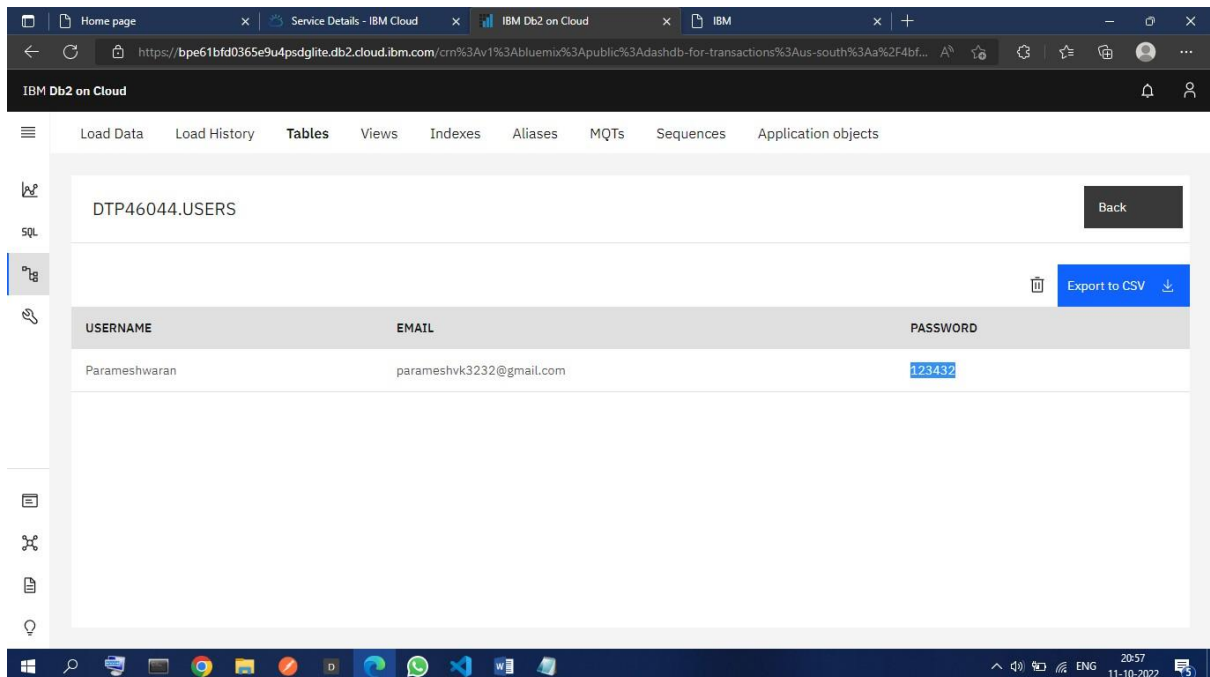 Home page
Service Details - IBM Cloud
IBM Db2 on Cloud
IBM
https://bpe61bfd0365e9u4psdglite.db2.cloud.ibm.com/crn%3Av1%3Abluemix%3Apublic%3Adashdb-for-transactions%3Aus-south%3Aa%2F4bf...
IBM Db2 on Cloud
Load Data Load History Tables Views Indexes Aliases MQTs Sequences Application objects
DTP46044.USERS
Back
SQL
Export to CSV
USERNAME EMAIL PASSWORD
Parameshwaran parameshvk3232@gmail.com 123432
ENG
20:57
11-10-2022